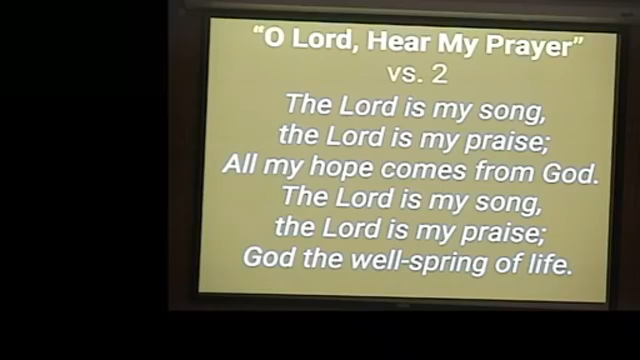 “O Lord, Hear My Prayer”
vs. 2
The Lord is my song,
the Lord is my praise;
All my hope comes from God.
The Lord is my song,
the Lord is my praise;
God the well-spring of life.